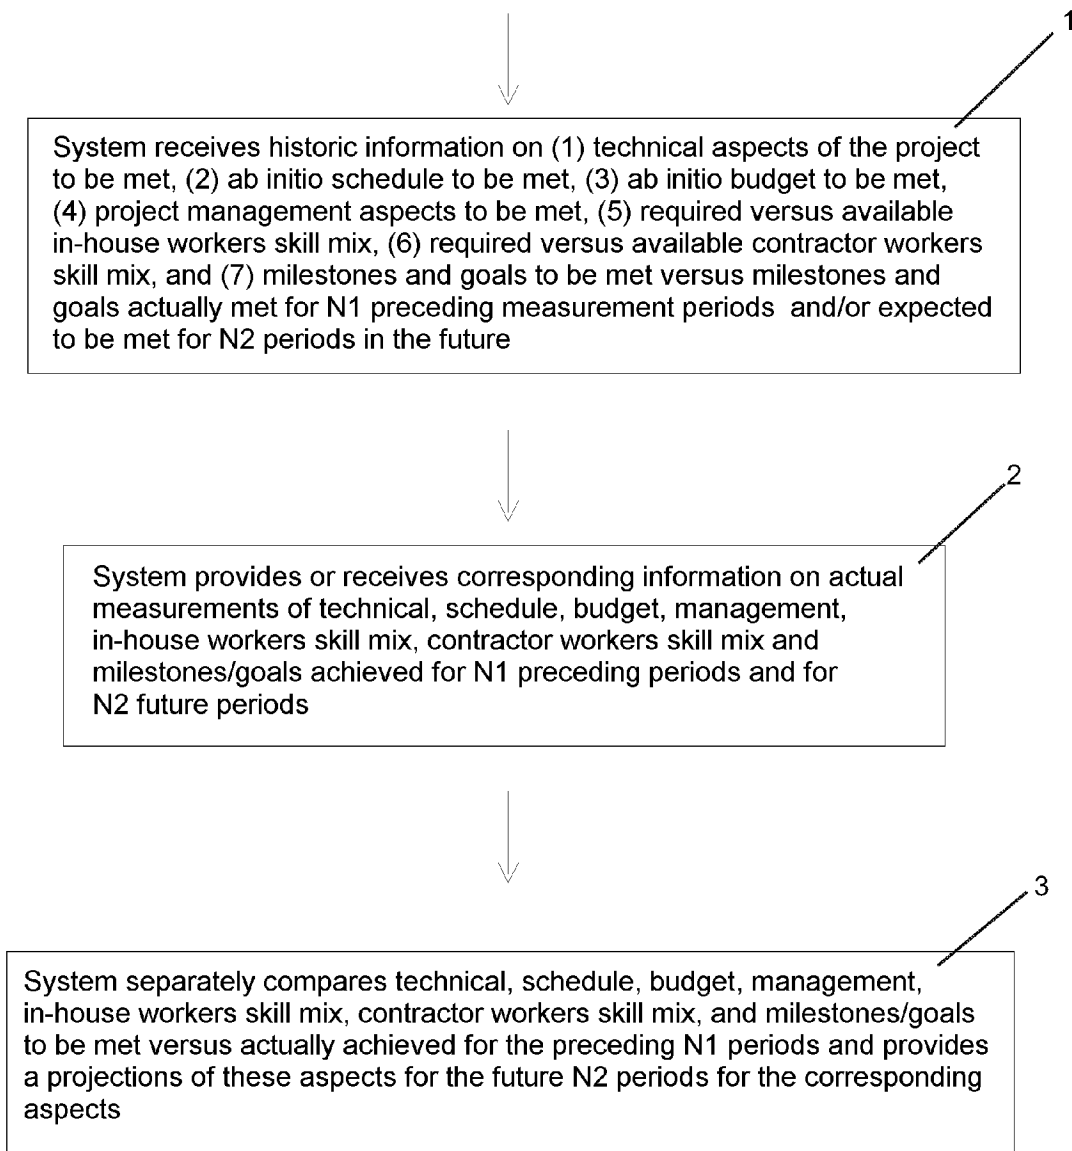 1
System receives historic information on (1) technical aspects of the project
to be met, (2) ab initio schedule to be met, (3) ab initio budget to be met,
(4) project management aspects to be met, (5) required versus available
in-house workers skill mix, (6) required versus available contractor workers
skill mix, and (7) milestones and goals to be met versus milestones and
goals actually met for N1 preceding measurement periods and/or expected
to be met for N2 periods in the future
2
System provides or receives corresponding information on actual
measurements of technical, schedule, budget, management,
in-house workers skill mix, contractor workers skill mix and
milestones/goals achieved for N1 preceding periods and for
N2 future periods
3
System separately compares technical, schedule, budget, management,
in-house workers skill mix, contractor workers skill mix, and milestones/goals
to be met versus actually achieved for the preceding N1 periods and provides
a projections of these aspects for the future N2 periods for the corresponding
aspects